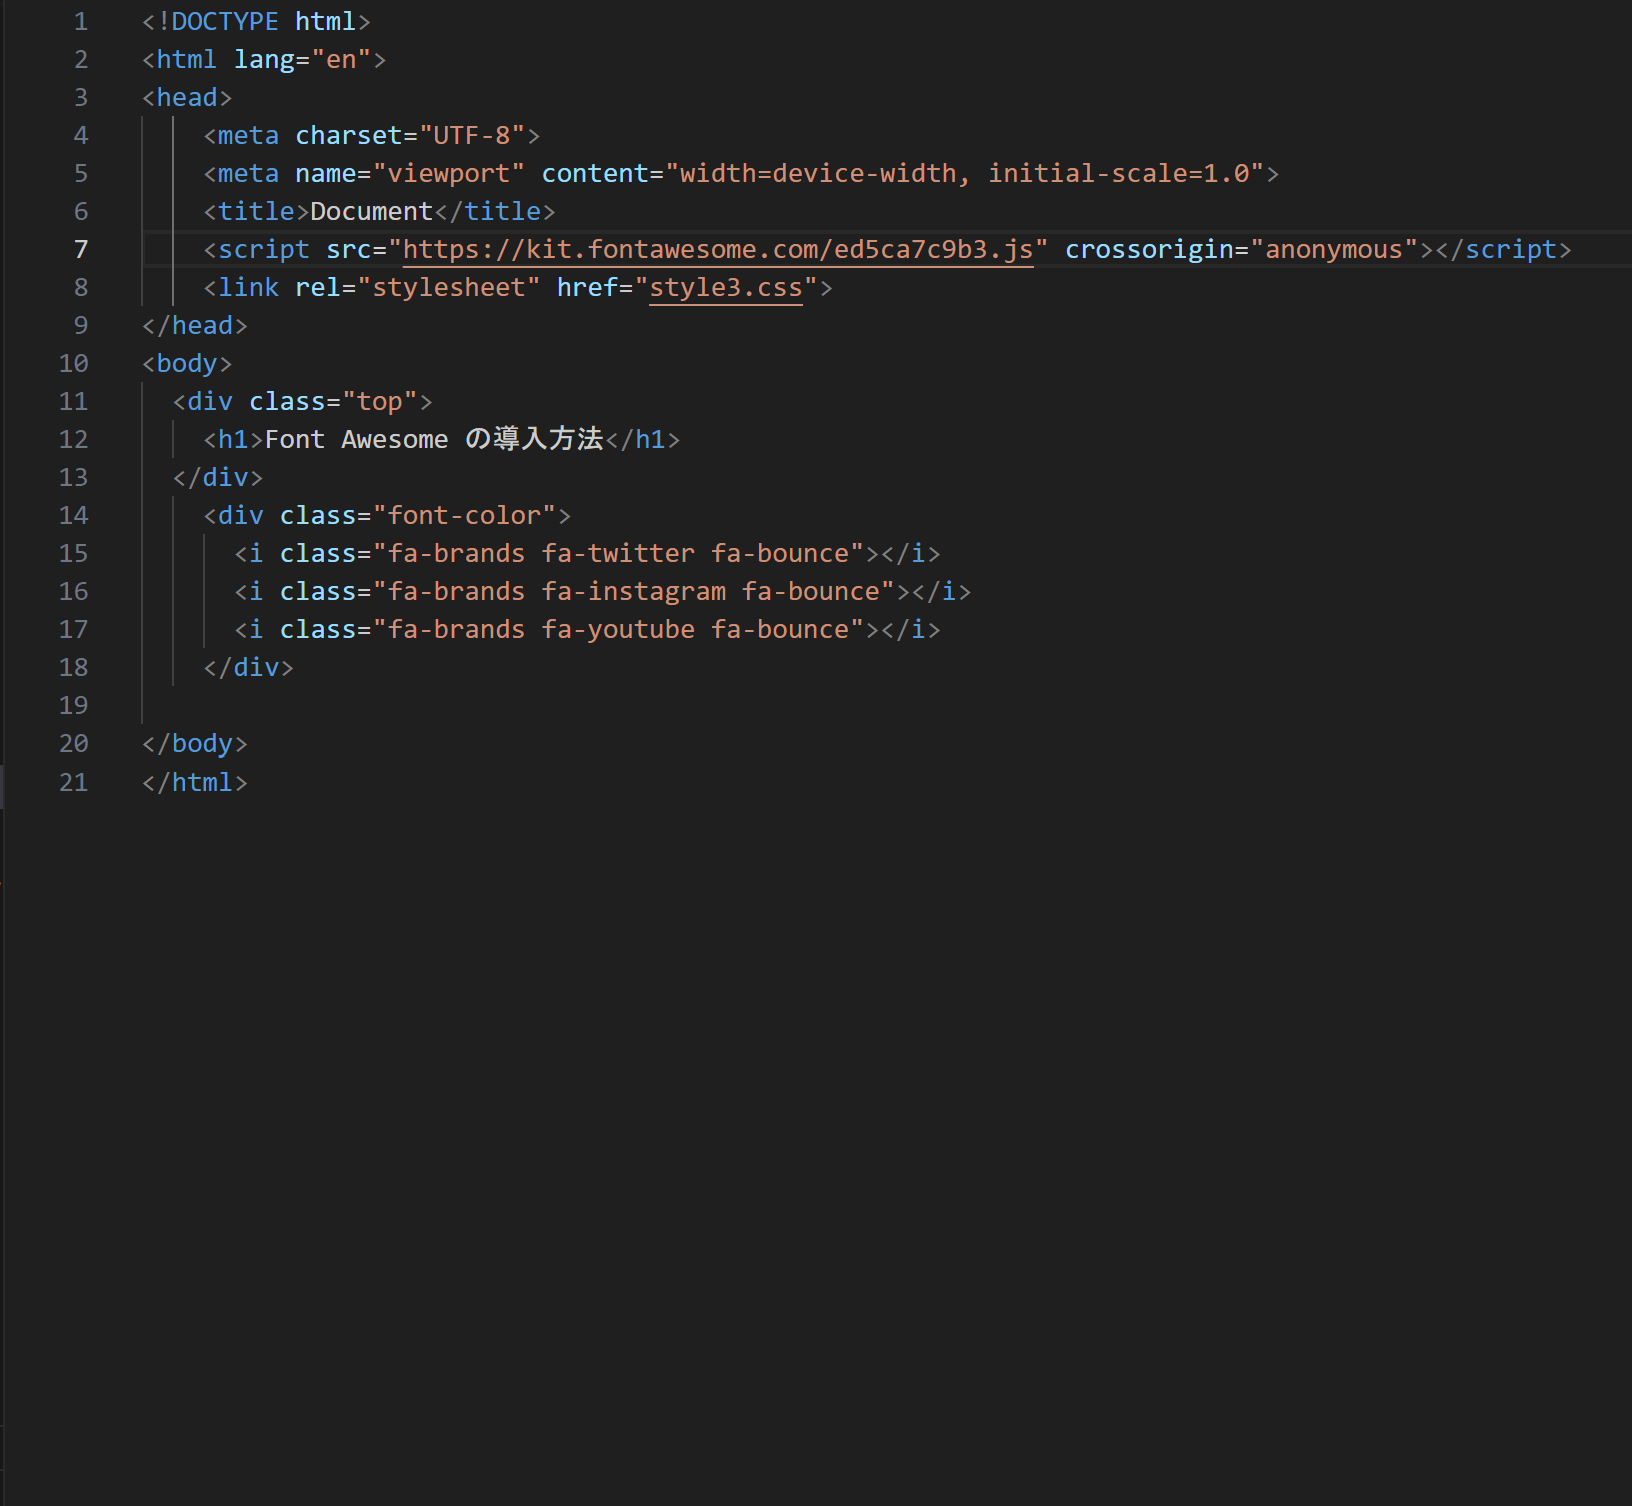 1 <!DOCTYPE html>
2 <html lang="en">
3 <head>
4     <meta charset="UTF-8">
5     <meta name="viewport" content="width=device-width, initial-scale=1.0">
6     <title>Document</title>
7     <script src="https://kit.fontawesome.com/ed5ca7c9b3.js" crossorigin="anonymous"></script>
8     <link rel="stylesheet" href="style3.css">
9 </head>
10 <body>
11   <div class="top">
12     <h1>Font Awesome の導入方法</h1>
13   </div>
14     <div class="font-color">
15       <i class="fa-brands fa-twitter fa-bounce"></i>
16       <i class="fa-brands fa-instagram fa-bounce"></i>
17       <i class="fa-brands fa-youtube fa-bounce"></i>
18     </div>
19
20 </body>
21 </html>